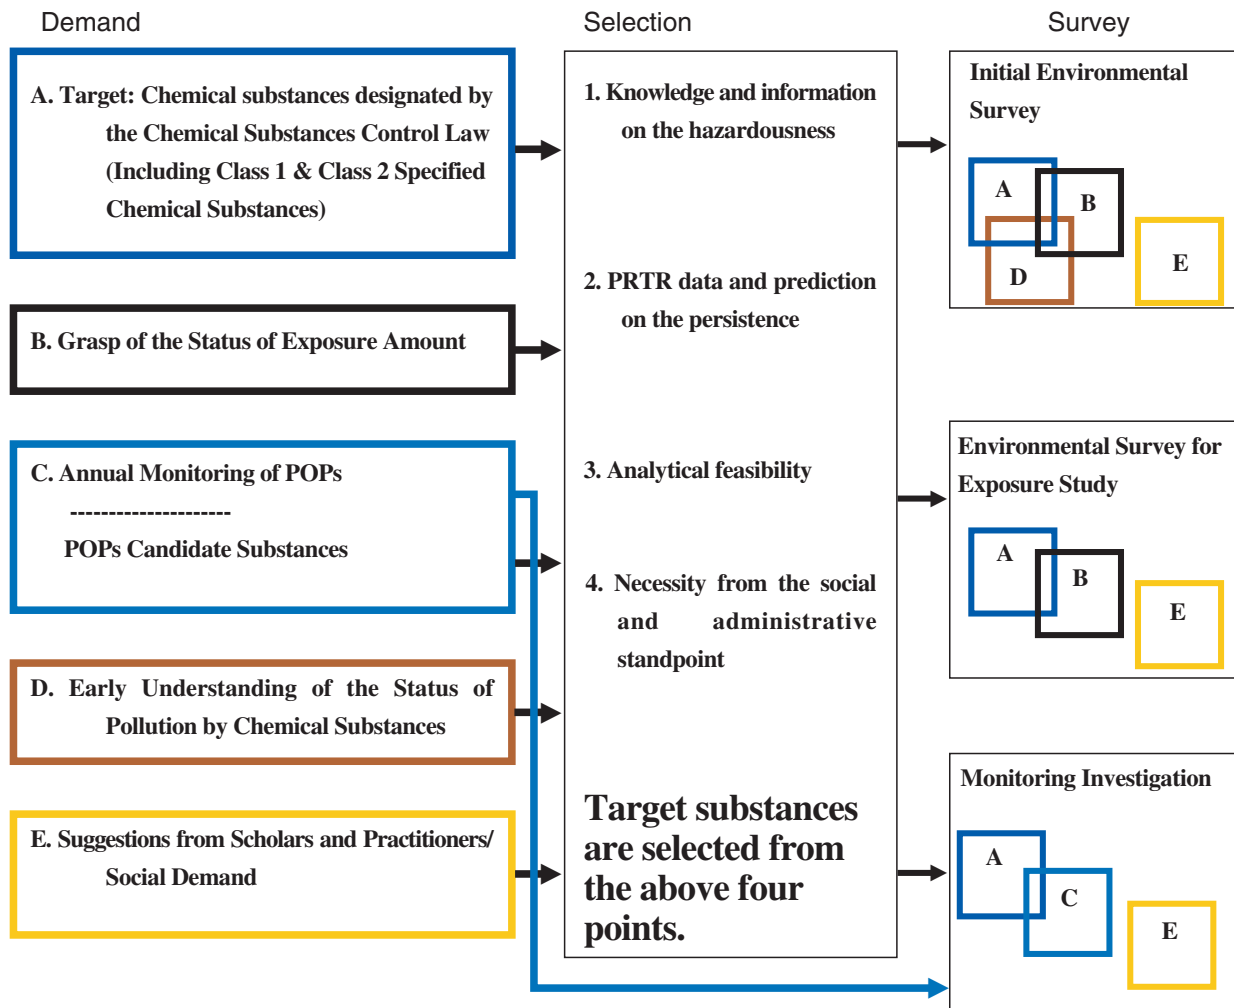 Demand
A. Target: Chemical substances designated by
the Chemical Substances Control Law
(Including Class 1 & Class 2 Specified
Chemical Substances)
B. Grasp of the Status of Exposure Amount
C. Annual Monitoring of POPs
---------------------
POPs Candidate Substances
D. Early Understanding of the Status of
Pollution by Chemical Substances
E. Suggestions from Scholars and Practitioners/
Social Demand
Selection
1. Knowledge and information
on the hazardousness
2. PRTR data and prediction
on the persistence
3. Analytical feasibility
4. Necessity from the social
and administrative
standpoint
Target substances
are selected from
the above four
points.
Survey
Initial Environmental
Survey
A
B
D
E
Environmental Survey for
Exposure Study
A
B
E
Monitoring Investigation
A
C
E